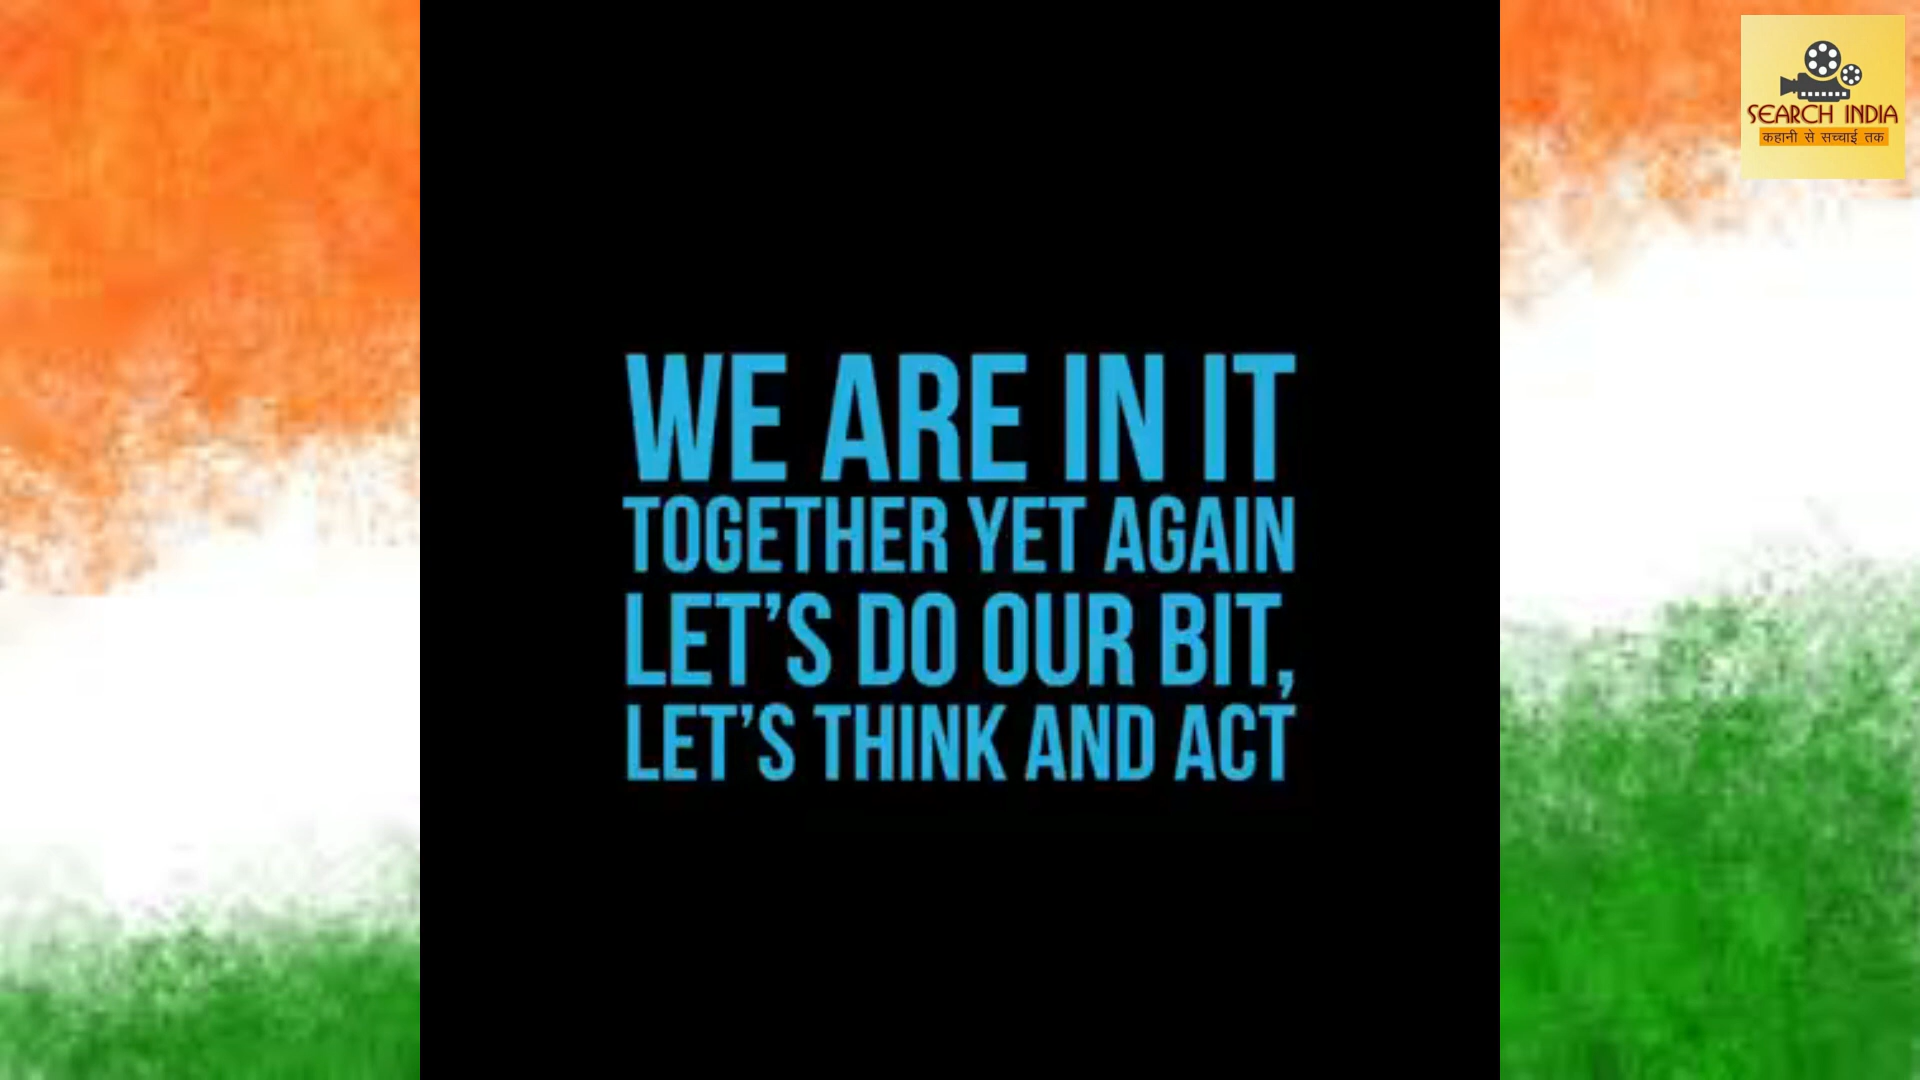 SEARCH INDIA
कहानी से सच्चाई तक
WE ARE IN IT
TOGETHER YET AGAIN
LET’S DO OUR BIT,
LET’S THINK AND ACT